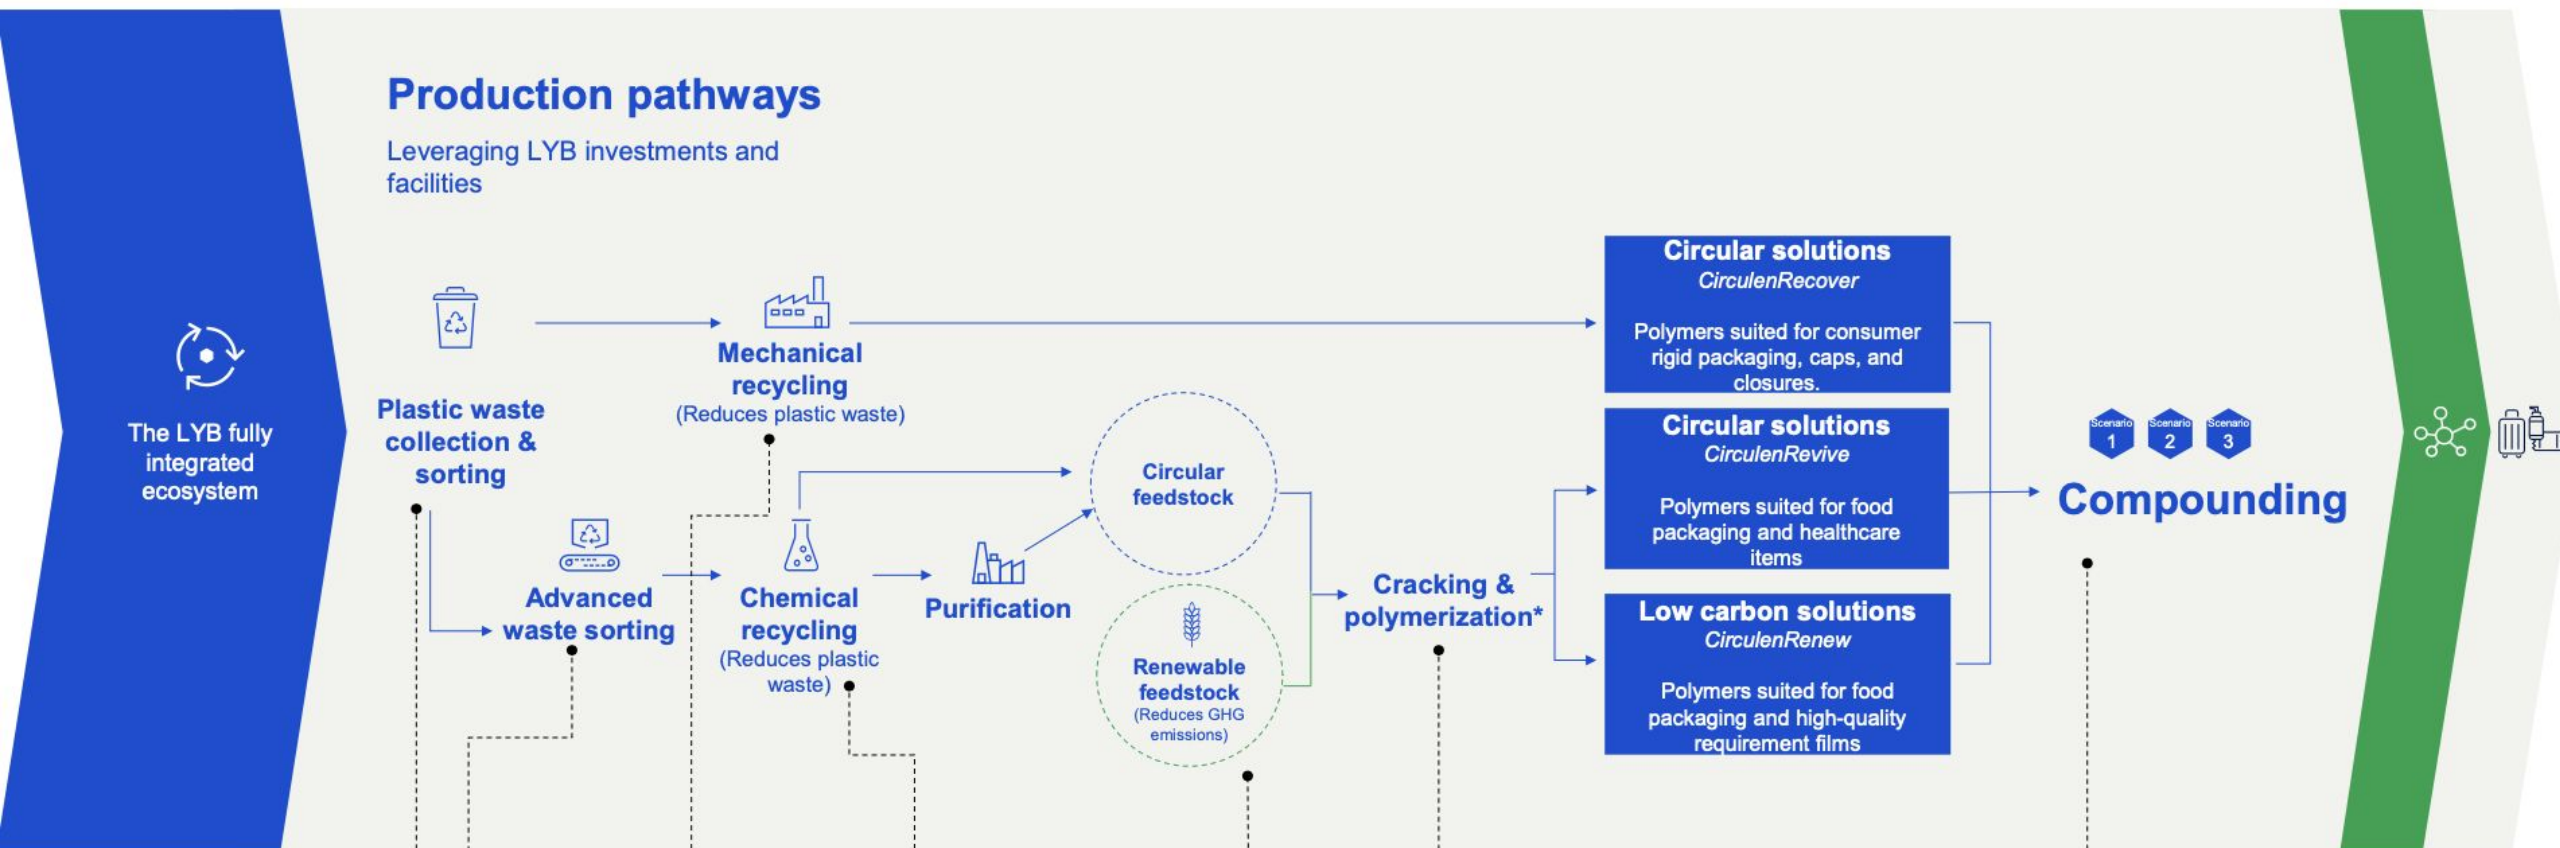 Production pathways
Leveraging LYB investments and
facilities
The LYB fully
integrated
ecosystem
Plastic waste
collection &
sorting
Mechanical
recycling
(Reduces plastic waste)
Advanced
waste sorting
Chemical
recycling
(Reduces plastic
waste)
Purification
Circular
feedstock
Renewable
feedstock
(Reduces GHG
emissions)
Cracking &
polymerization*
Circular solutions
CirculenRecover
Polymers suited for consumer
rigid packaging, caps, and
closures.
Circular solutions
CirculenRevive
Polymers suited for food
packaging and healthcare
items
Low carbon solutions
CirculenRenew
Polymers suited for food
packaging and high-quality
requirement films
Scenario
1
Scenario
2
Scenario
3
Compounding